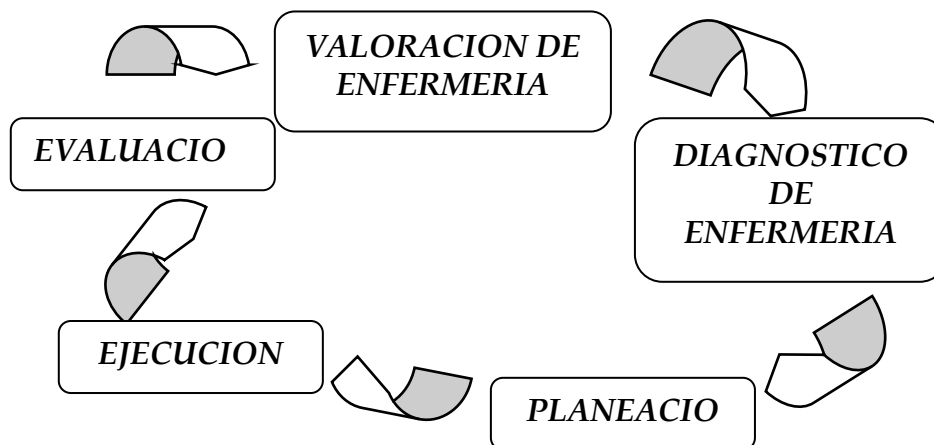 VALORACION DE
ENFERMERIA
DIAGNOSTICO
DE
ENFERMERIA
PLANEACIO
EJECUCION
EVALUACIO